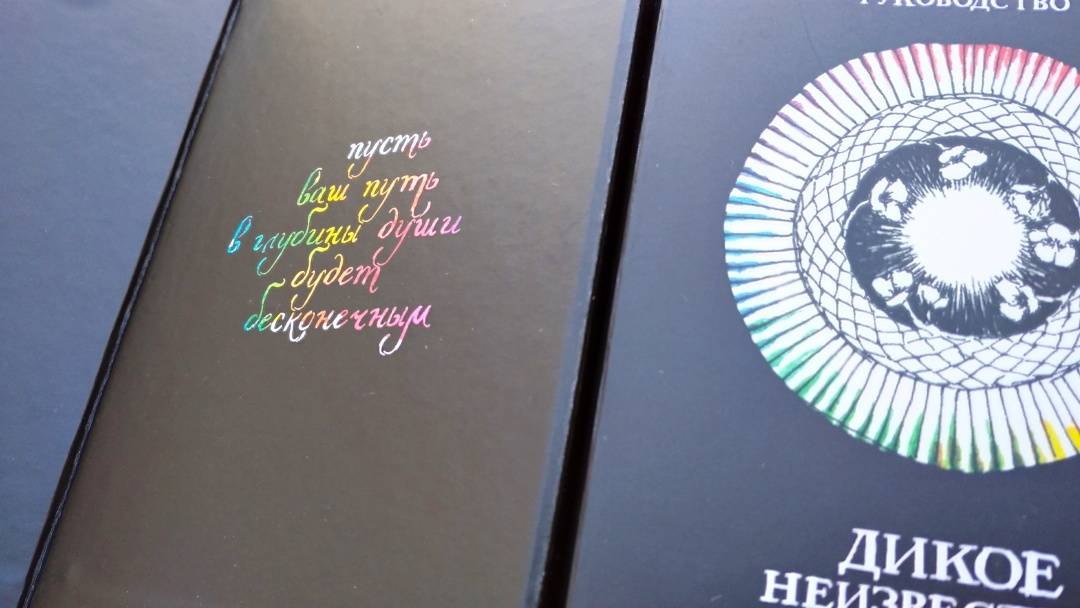 пусть
ваш путь
в глубины души
будет
бесконечным
РУКОВОДСТВО
ДИКОЕ